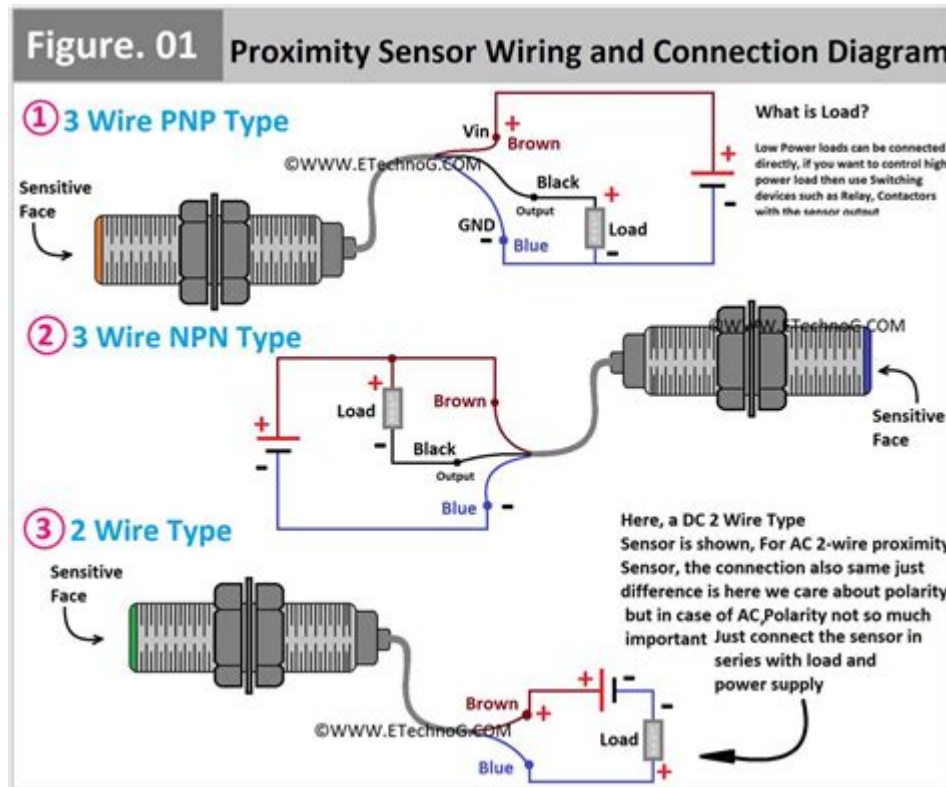 Figure. 01
Proximity Sensor Wiring and Connection Diagram
① 3 Wire PNP Type
Sensitive
Face
©WWW.ETechnoG.COM
Vin
+
Brown
Black
Output
+
Load
-
GND
-
Blue
+
-
What is Load?
Low Power loads can be connected
directly, if you want to control high
power load then use Switching
devices such as Relay, Contactors
with the sensor output
② 3 Wire NPN Type
©WWW.ETechnoG.COM
+
-
+
Load
-
Brown
Black
Output
Blue
-
Sensitive
Face
③ 2 Wire Type
Sensitive
Face
Here, a DC 2 Wire Type
Sensor is shown, For AC 2-wire proximity
Sensor, the connection also same just
difference is here we care about polarity
but in case of AC,Polarity not so much
important Just connect the sensor in
series with load and
power supply
©WWW.ETechnoG.COM
Brown
+
+
-
-
Load
+
Blue